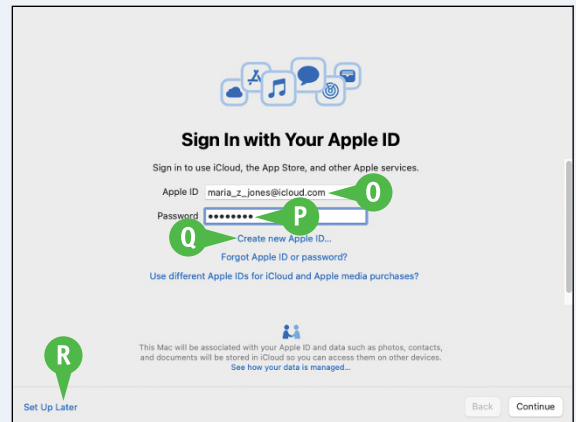 Sign In with Your Apple ID
Sign in to use iCloud, the App Store, and other Apple services.
Apple ID maria_z_jones@icloud.com O
Password •••••••• P
Q Create new Apple ID...
Forgot Apple ID or password?
Use different Apple IDs for iCloud and Apple media purchases?
This Mac will be associated with your Apple ID and data such as photos, contacts,
and documents will be stored in iCloud so you can access them on other devices.
See how your data is managed...
R
Set Up Later Back Continue